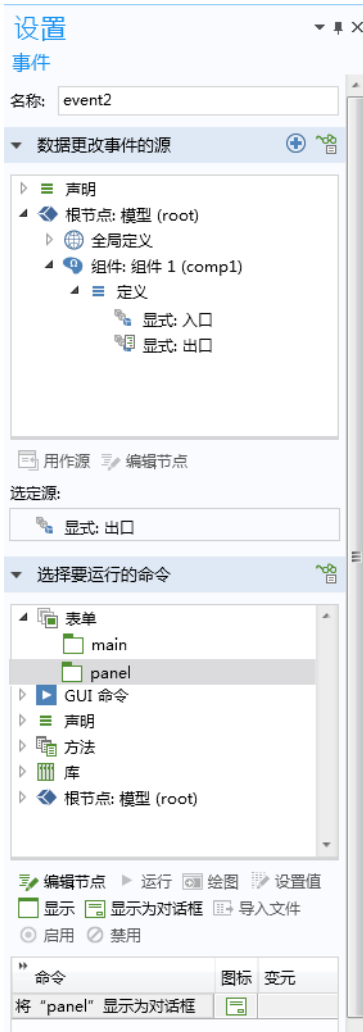 设置
事件
名称: event2
数据更改事件的源
声明
根节点: 模型 (root)
全局定义
组件: 组件 1 (comp1)
定义
显式: 入口
显式: 出口
用作源 编辑节点
选定源:
显式: 出口
选择要运行的命令
表单
main
panel
GUI 命令
声明
方法
库
根节点: 模型 (root)
编辑节点 运行 绘图 设置值
显示 显示为对话框 导入文件
启用 禁用
命令 图标 变元
将“panel”显示为对话框